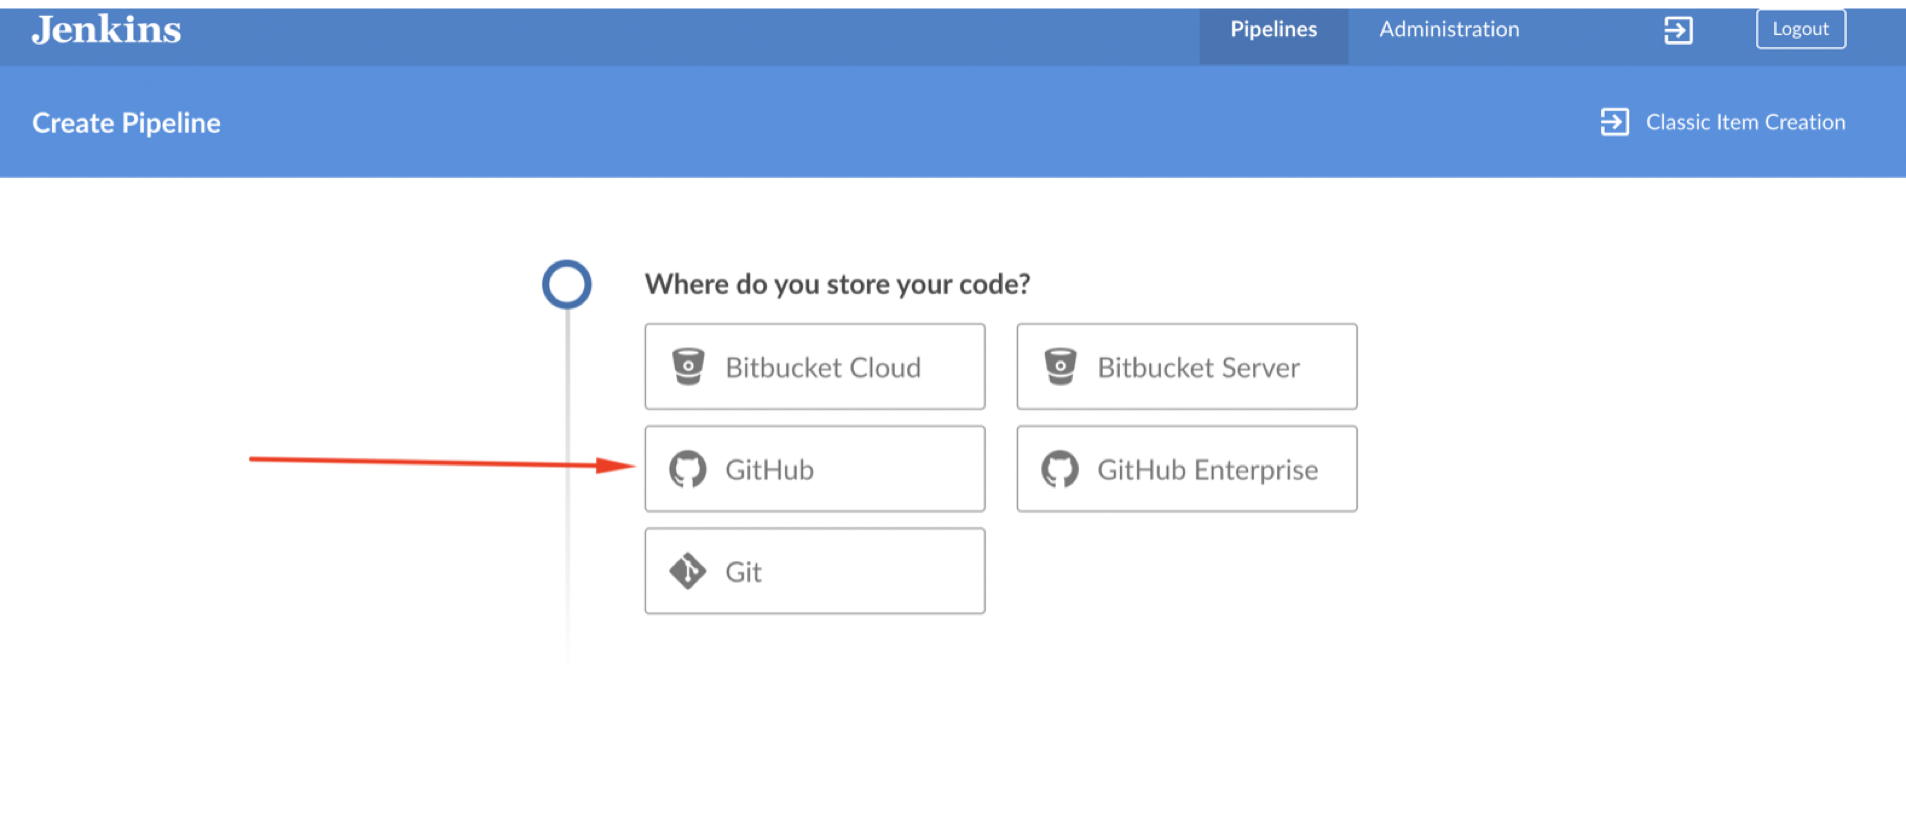 Jenkins
Pipelines
Administration
Logout
Create Pipeline
Classic Item Creation
Where do you store your code?
Bitbucket Cloud
Bitbucket Server
GitHub
GitHub Enterprise
Git